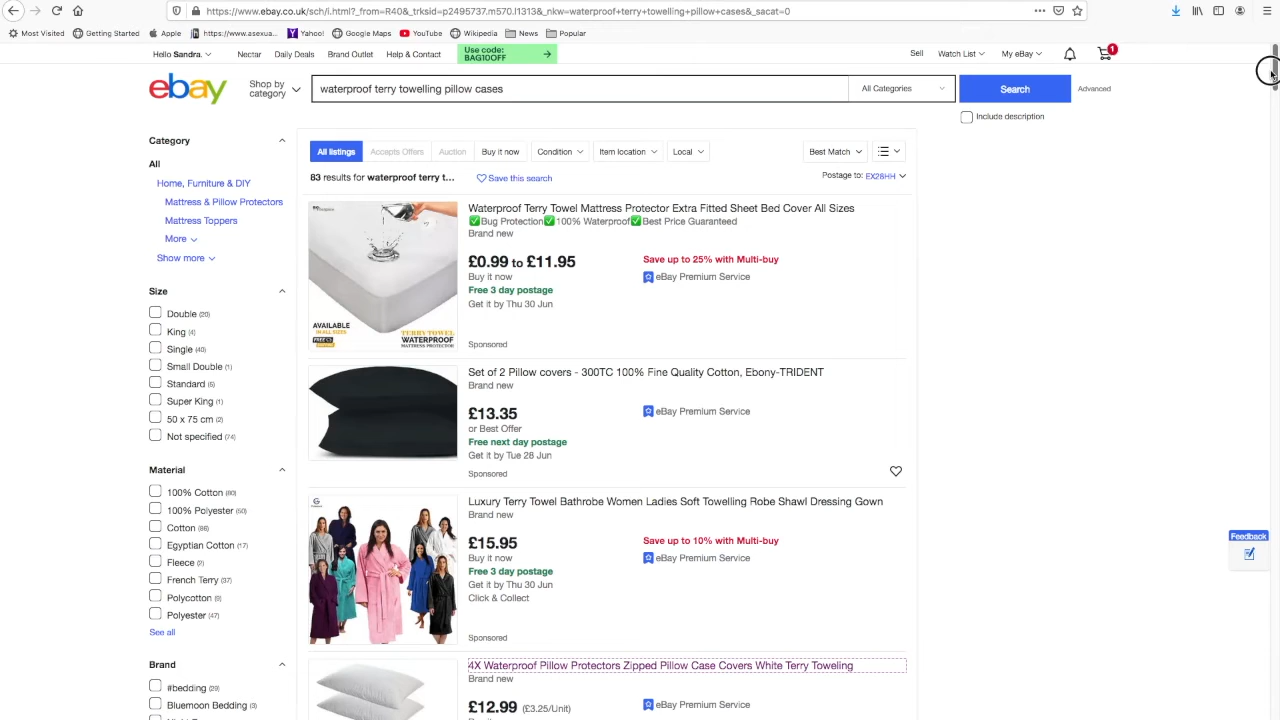 https://www.ebay.co.uk/sch/i.html?_from=R40&_trksid=p2495737.m570.l1313&_nkw=waterproof+terry+towelling+pillow+cases&_sacat=0
Most Visited Getting Started Apple https://www.asexua... Yahoo! Google Maps YouTube Wikipedia News Popular
Hello Sandra. Nectar Daily Deals Brand Outlet Help & Contact Use code: BAG10OFF Sell Watch List My eBay 1
ebay Shop by category waterproof terry towelling pillow cases All Categories Search Advanced
Include description
Category
All
Home, Furniture & DIY
Mattress & Pillow Protectors
Mattress Toppers
More
Show more
Size
Double (20)
King (4)
Single (40)
Small Double (1)
Standard (6)
Super King (1)
50 x 75 cm (2)
Not specified (74)
Material
100% Cotton (80)
100% Polyester (50)
Cotton (86)
Egyptian Cotton (17)
Fleece (9)
French Terry (37)
Polycotton (9)
Polyester (47)
See all
Brand
#bedding (29)
Bluemoon Bedding (3)
All listings Accepts Offers Auction Buy it now Condition Item location Local Best Match
83 results for waterproof terry t... Save this search Postage to: EX26HH
Waterproof Terry Towel Mattress Protector Extra Fitted Sheet Bed Cover All Sizes
✅Bug Protection✅100% Waterproof✅Best Price Guaranteed
Brand new
£0.99 to £11.95 Save up to 25% with Multi-buy
Buy it now eBay Premium Service
Free 3 day postage
Get it by Thu 30 Jun
Sponsored
AVAILABLE
IN ALL SIZES
TERRY TOWEL
WATERPROOF
MATTRESS PROTECTOR
Set of 2 Pillow covers - 300TC 100% Fine Quality Cotton, Ebony-TRIDENT
Brand new
£13.35 eBay Premium Service
or Best Offer
Free next day postage
Get it by Tue 28 Jun
Sponsored
Luxury Terry Towel Bathrobe Women Ladies Soft Towelling Robe Shawl Dressing Gown
Brand new
£15.95 Save up to 10% with Multi-buy
Buy it now eBay Premium Service
Free 3 day postage
Get it by Thu 30 Jun
Click & Collect
Sponsored
4X Waterproof Pillow Protectors Zipped Pillow Case Covers White Terry Toweling
Brand new
£12.99 (£3.25/Unit) eBay Premium Service
Feedback